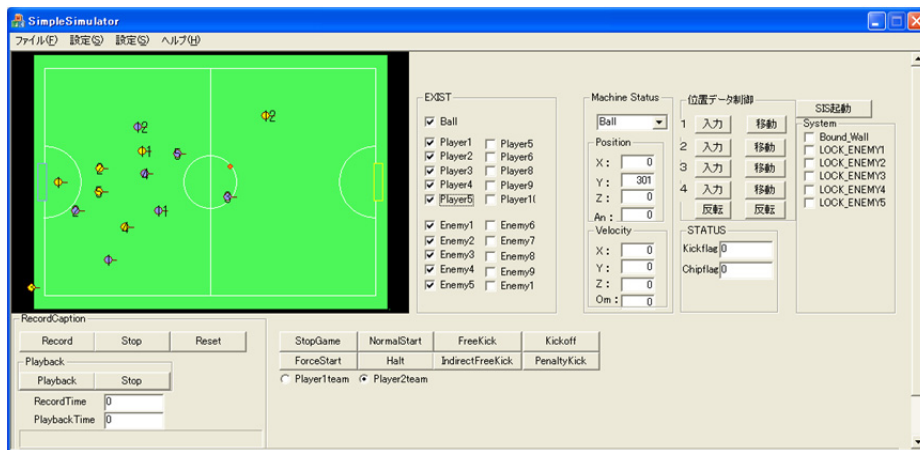 SimpleSimulator
ファイル(F) 設定(S) 設定(S) ヘルプ(H)
EXIST
Ball
Player1 Player5
Player2 Player6
Player3 Player8
Player4 Player9
Player5 Player1(
Enemy1 Enemy6
Enemy2 Enemy7
Enemy3 Enemy8
Enemy4 Enemy9
Enemy5 Enemy1
Machine Status
Ball
Position
X : 0
Y : 301
Z : 0
An : 0
Velocity
X : 0
Y : 0
Z : 0
Om : 0
位置データ制御
1 入力 移動
2 入力 移動
3 入力 移動
4 入力 移動
反転 反転
STATUS
Kickflag 0
Chipflag 0
SIS起動
System
Bound_Wall
LOCK_ENEMY1
LOCK_ENEMY2
LOCK_ENEMY3
LOCK_ENEMY4
LOCK_ENEMY5
RecordCaption
Record Stop Reset
Playback
Playback Stop
RecordTime 0
PlaybackTime 0
StopGame NormalStart FreeKick Kickoff
ForceStart Halt IndirectFreeKick PenaltyKick
Player1team Player2team